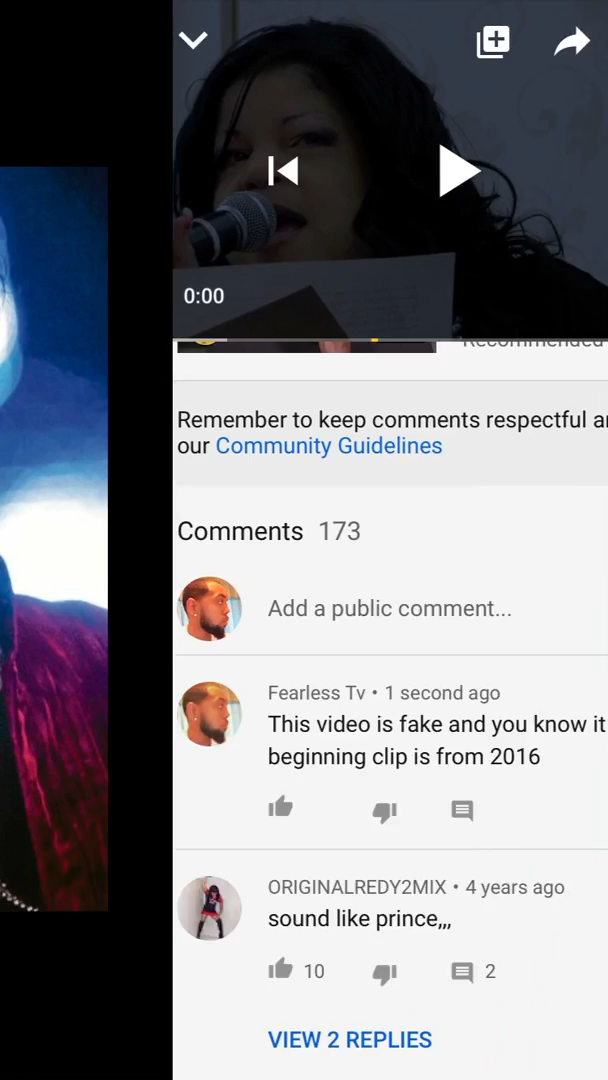 0:00
Recommended
Remember to keep comments respectful
our Community Guidelines
Comments 173
Add a public comment...
Fearless Tv • 1 second ago
This video is fake and you know it
beginning clip is from 2016
ORIGINALREDY2MIX • 4 years ago
sound like prince,,,
10 2
VIEW 2 REPLIES